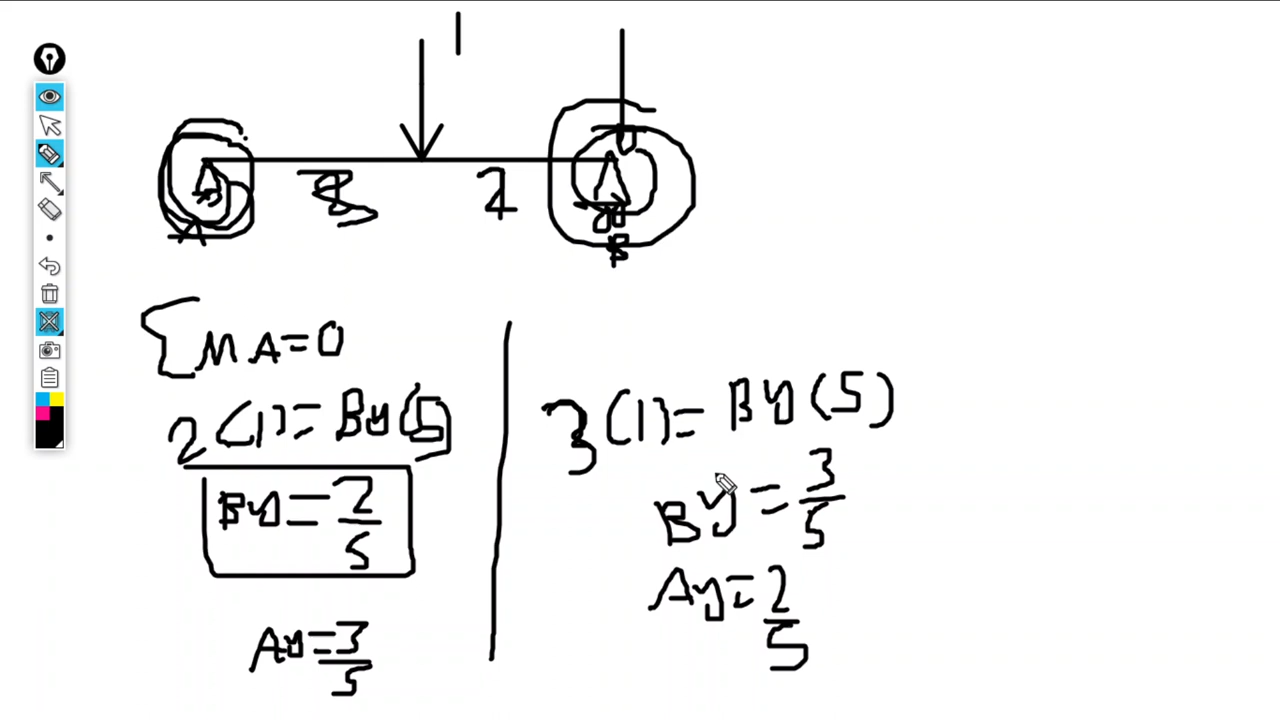 1
3 2
A B
ΣMA=0
2(1)=By(5)
By=2/5
Ay=3/5
3(1)=By(5)
By=3/5
Ay=2/5